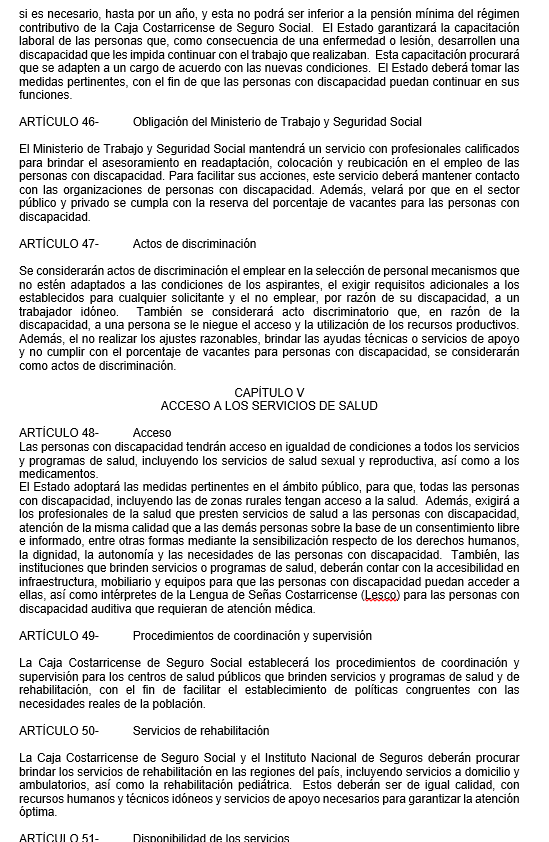 si es necesario, hasta por un año, y esta no podrá ser inferior a la pensión mínima del régimen
contributivo de la Caja Costarricense de Seguro Social.  El Estado garantizará la capacitación
laboral de las personas que, como consecuencia de una enfermedad o lesión, desarrollen una
discapacidad que les impida continuar con el trabajo que realizaban.  Esta capacitación procurará
que se adapten a un cargo de acuerdo con las nuevas condiciones.  El Estado deberá tomar las
medidas pertinentes, con el fin de que las personas con discapacidad puedan continuar en sus
funciones.
ARTÍCULO 46- Obligación del Ministerio de Trabajo y Seguridad Social
El Ministerio de Trabajo y Seguridad Social mantendrá un servicio con profesionales calificados
para brindar el asesoramiento en readaptación, colocación y reubicación en el empleo de las
personas con discapacidad. Para facilitar sus acciones, este servicio deberá mantener contacto
con las organizaciones de personas con discapacidad. Además, velará por que en el sector
público y privado se cumpla con la reserva del porcentaje de vacantes para las personas con
discapacidad.
ARTÍCULO 47- Actos de discriminación
Se considerarán actos de discriminación el emplear en la selección de personal mecanismos que
no estén adaptados a las condiciones de los aspirantes, el exigir requisitos adicionales a los
establecidos para cualquier solicitante y el no emplear, por razón de su discapacidad, a un
trabajador idóneo.  También se considerará acto discriminatorio que, en razón de la
discapacidad, a una persona se le niegue el acceso y la utilización de los recursos productivos.
Además, el no realizar los ajustes razonables, brindar las ayudas técnicas o servicios de apoyo
y no cumplir con el porcentaje de vacantes para personas con discapacidad, se considerarán
como actos de discriminación.
CAPÍTULO V
ACCESO A LOS SERVICIOS DE SALUD
ARTÍCULO 48- Acceso
Las personas con discapacidad tendrán acceso en igualdad de condiciones a todos los servicios
y programas de salud, incluyendo los servicios de salud sexual y reproductiva, así como a los
medicamentos.
El Estado adoptará las medidas pertinentes en el ámbito público, para que, todas las personas
con discapacidad, incluyendo las de zonas rurales tengan acceso a la salud.  Además, exigirá a
los profesionales de la salud que presten servicios de salud a las personas con discapacidad,
atención de la misma calidad que a las demás personas sobre la base de un consentimiento libre
e informado, entre otras formas mediante la sensibilización respecto de los derechos humanos,
la dignidad, la autonomía y las necesidades de las personas con discapacidad.  También, las
instituciones que brinden servicios o programas de salud, deberán contar con la accesibilidad en
infraestructura, mobiliario y equipos para que las personas con discapacidad puedan acceder a
ellas, así como intérpretes de la Lengua de Señas Costarricense (Lesco) para las personas con
discapacidad auditiva que requieran de atención médica.
ARTÍCULO 49- Procedimientos de coordinación y supervisión
La Caja Costarricense de Seguro Social establecerá los procedimientos de coordinación y
supervisión para los centros de salud públicos que brinden servicios y programas de salud y de
rehabilitación, con el fin de facilitar el establecimiento de políticas congruentes con las
necesidades reales de la población.
ARTÍCULO 50- Servicios de rehabilitación
La Caja Costarricense de Seguro Social y el Instituto Nacional de Seguros deberán procurar
brindar los servicios de rehabilitación en las regiones del país, incluyendo servicios a domicilio y
ambulatorios, así como la rehabilitación pediátrica.  Estos deberán ser de igual calidad, con
recursos humanos y técnicos idóneos y servicios de apoyo necesarios para garantizar la atención
óptima.
ARTÍCULO 51- Disponibilidad de los servicios